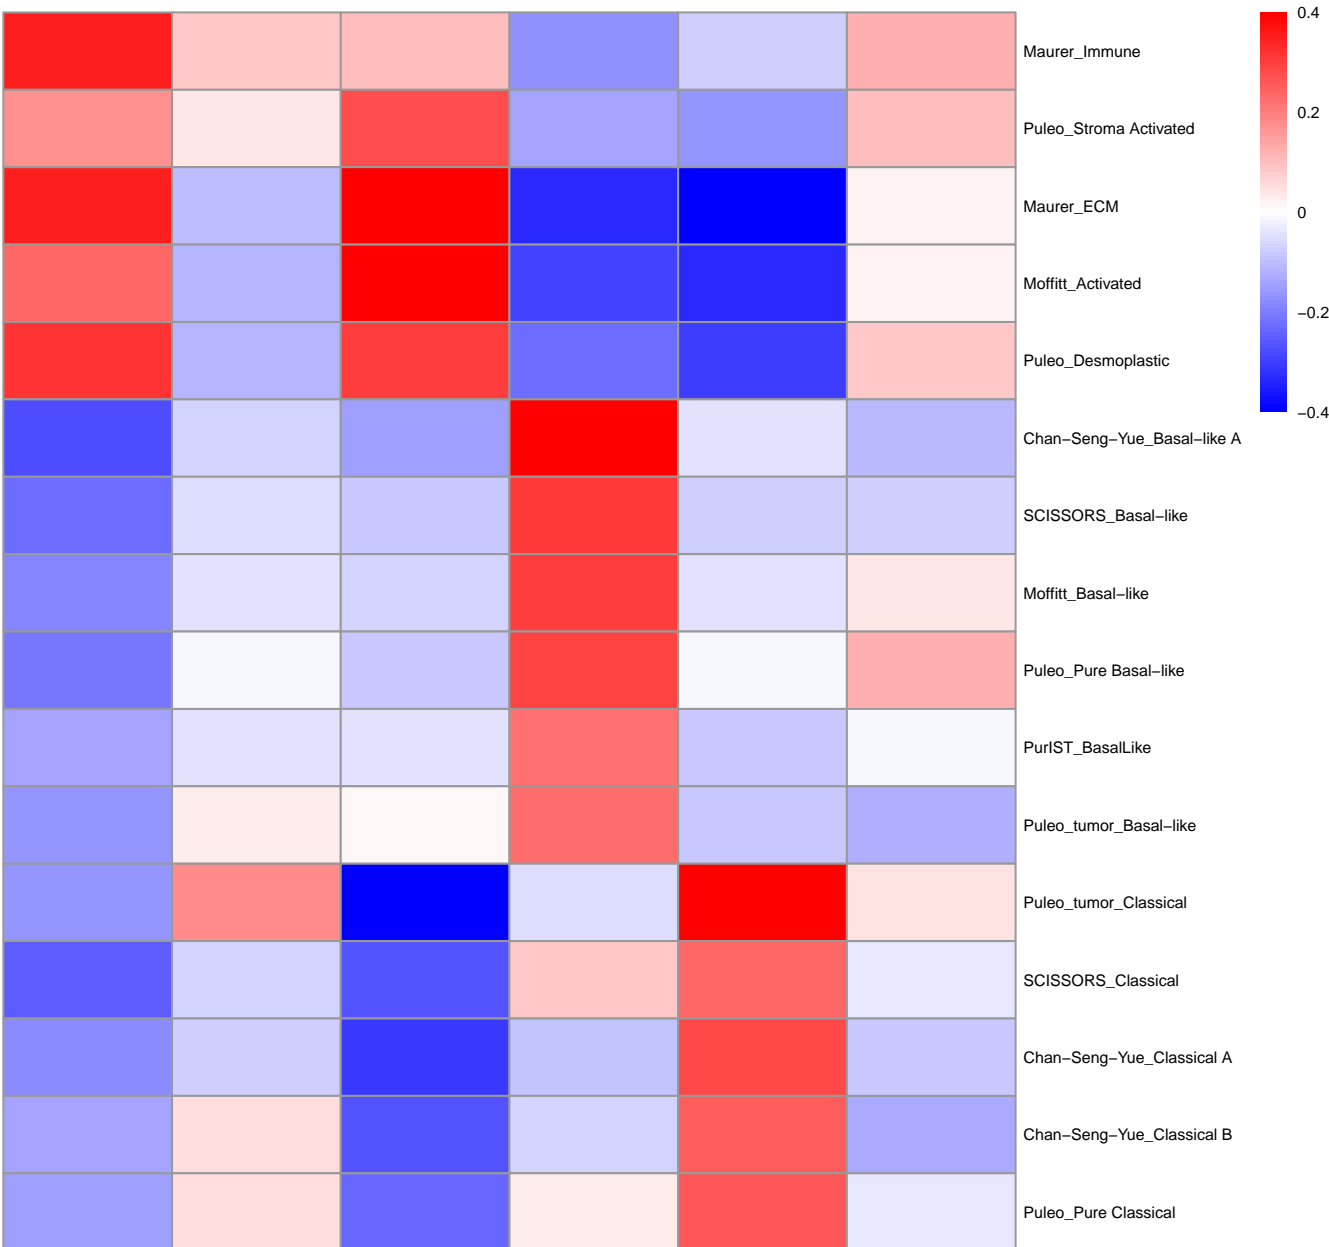 Maurer_Immune
Puleo_Stroma Activated
Maurer_ECM
Moffitt_Activated
Puleo_Desmoplastic
Chan−Seng−Yue_Basal−like A
SCISSORS_Basal−like
Moffitt_Basal−like
Puleo_Pure Basal−like
PurIST_BasalLike
Puleo_tumor_Basal−like
Puleo_tumor_Classical
SCISSORS_Classical
Chan−Seng−Yue_Classical A
Chan−Seng−Yue_Classical B
Puleo_Pure Classical
0.4
0.2
0
−0.2
−0.4